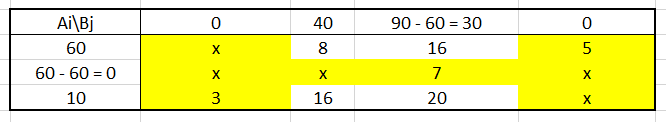 Ai\Bj 0 40 90 - 60 = 30 0
60 x 8 16 5
60 - 60 = 0 x x 7 x
10 3 16 20 x